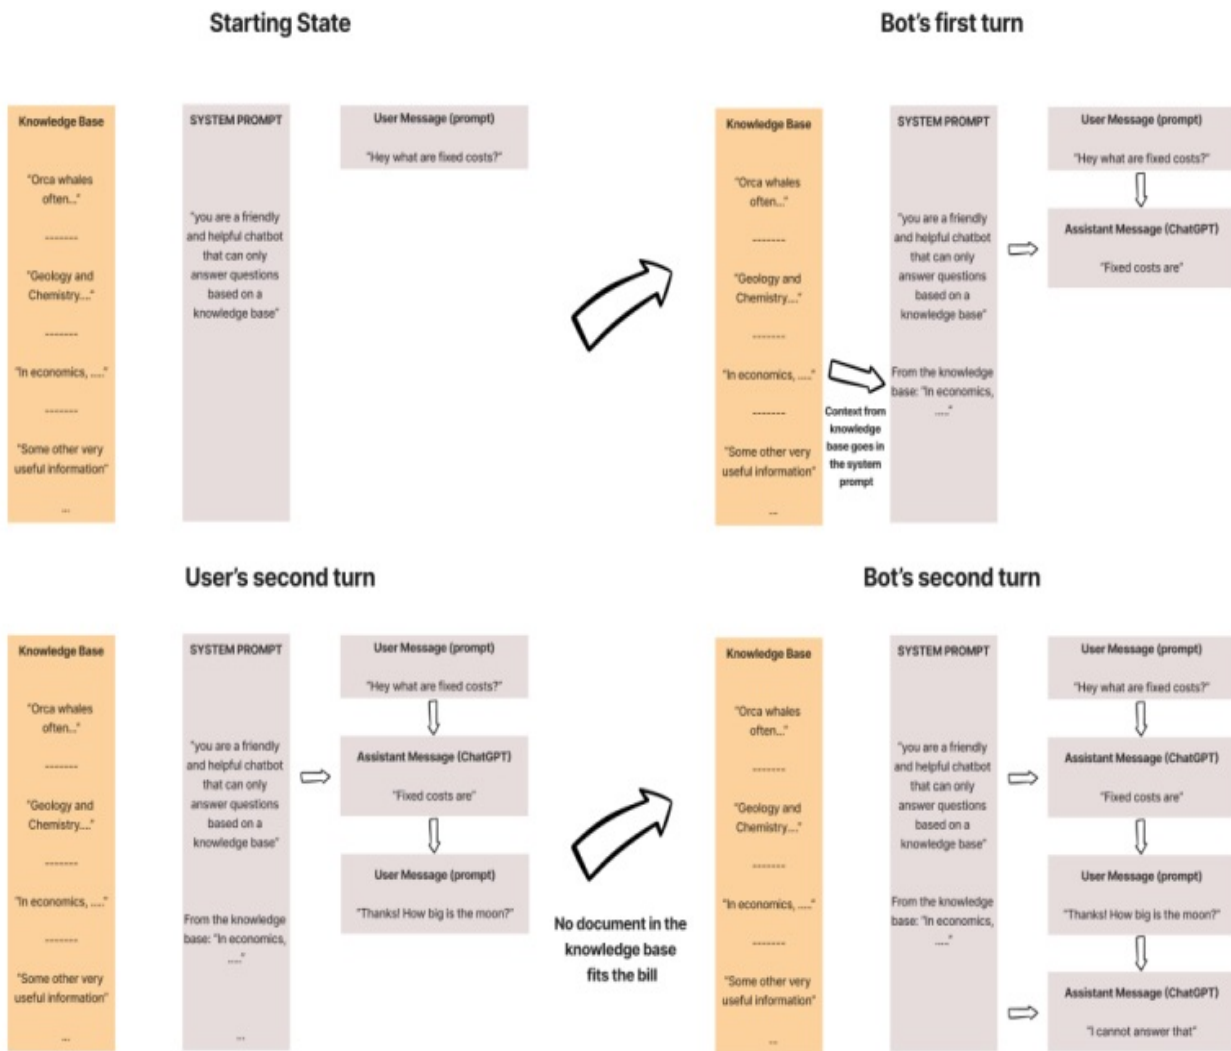 Starting State
Knowledge Base
"Orca whales
often..."
-------
"Geology and
Chemistry...."
-------
"In economics, ....."
-------
"Some other very
useful information"
...
SYSTEM PROMPT
"you are a friendly
and helpful chatbot
that can only
answer questions
based on a
knowledge base"
User Message (prompt)
"Hey what are fixed costs?"
Bot's first turn
Knowledge Base
"Orca whales
often..."
-------
"Geology and
Chemistry...."
-------
"In economics, ....."
-------
"Some other very
useful information"
...
Context from
knowledge
base goes in
the system
prompt
SYSTEM PROMPT
"you are a friendly
and helpful chatbot
that can only
answer questions
based on a
knowledge base"
From the knowledge
base: "In economics,
....."
User Message (prompt)
"Hey what are fixed costs?"
Assistant Message (ChatGPT)
"Fixed costs are"
User's second turn
Knowledge Base
"Orca whales
often..."
-------
"Geology and
Chemistry...."
-------
"In economics, ....."
-------
"Some other very
useful information"
...
SYSTEM PROMPT
"you are a friendly
and helpful chatbot
that can only
answer questions
based on a
knowledge base"
From the knowledge
base: "In economics,
....."
...
User Message (prompt)
"Hey what are fixed costs?"
Assistant Message (ChatGPT)
"Fixed costs are"
User Message (prompt)
"Thanks! How big is the moon?"
No document in the
knowledge base
fits the bill
Bot's second turn
Knowledge Base
"Orca whales
often..."
-------
"Geology and
Chemistry...."
-------
"In economics, ....."
-------
"Some other very
useful information"
...
SYSTEM PROMPT
"you are a friendly
and helpful chatbot
that can only
answer questions
based on a
knowledge base"
From the knowledge
base: "In economics,
....."
User Message (prompt)
"Hey what are fixed costs?"
Assistant Message (ChatGPT)
"Fixed costs are"
User Message (prompt)
"Thanks! How big is the moon?"
Assistant Message (ChatGPT)
"I cannot answer that"